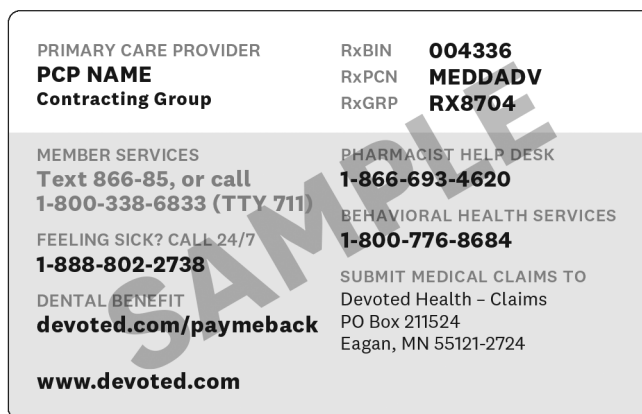 PRIMARY CARE PROVIDER
PCP NAME
Contracting Group
RxBIN 004336
RxPCN MEDDADV
RxGRP RX8704
MEMBER SERVICES
Text 866-85, or call
1-800-338-6833 (TTY 711)
FEELING SICK? CALL 24/7
1-888-802-2738
DENTAL BENEFIT
devoted.com/paymeback
www.devoted.com
PHARMACIST HELP DESK
1-866-693-4620
BEHAVIORAL HEALTH SERVICES
1-800-776-8684
SUBMIT MEDICAL CLAIMS TO
Devoted Health – Claims
PO Box 211524
Eagan, MN 55121-2724
SAMPLE